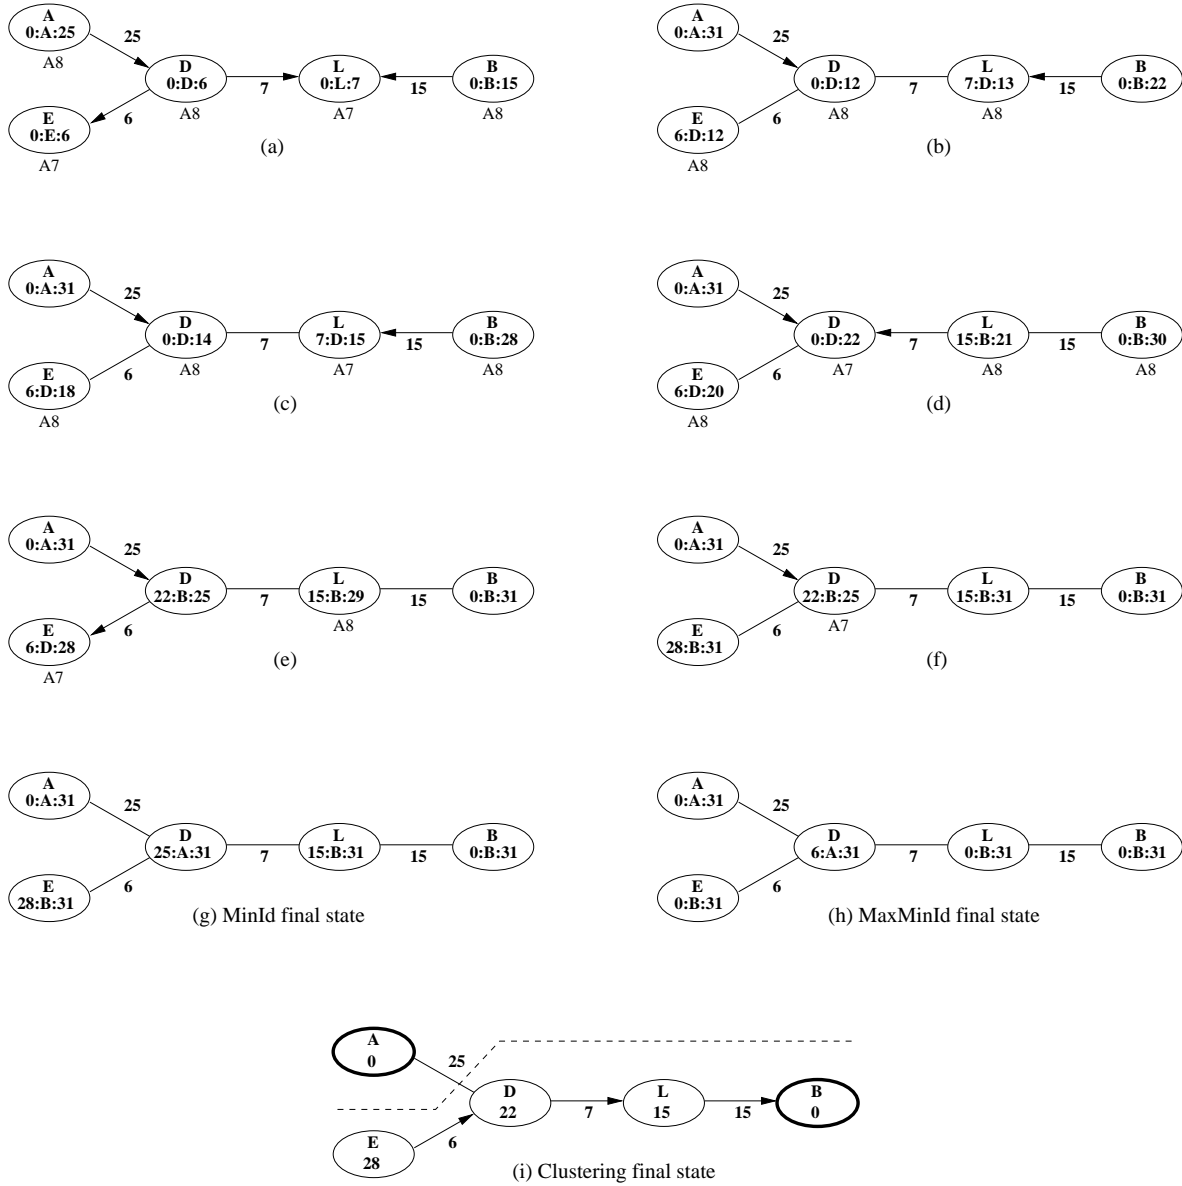 A
0:A:25
A8
25
D
0:D:6
A8
7
L
0:L:7
A7
15
B
0:B:15
A8
E
0:E:6
A7
6
(a)
A
0:A:31
25
D
0:D:12
A8
7
L
7:D:13
A8
15
B
0:B:22
E
6:D:12
A8
6
(b)
A
0:A:31
25
D
0:D:14
A8
7
L
7:D:15
A7
15
B
0:B:28
A8
E
6:D:18
A8
6
(c)
A
0:A:31
25
D
0:D:22
A7
7
L
15:B:21
A8
15
B
0:B:30
A8
E
6:D:20
A8
6
(d)
A
0:A:31
25
D
22:B:25
7
L
15:B:29
A8
15
B
0:B:31
E
6:D:28
A7
6
(e)
A
0:A:31
25
D
22:B:25
A7
7
L
15:B:31
15
B
0:B:31
E
28:B:31
6
(f)
A
0:A:31
25
D
25:A:31
7
L
15:B:31
15
B
0:B:31
E
28:B:31
6
(g) MinId final state
A
0:A:31
25
D
6:A:31
7
L
0:B:31
15
B
0:B:31
E
0:B:31
6
(h) MaxMinId final state
A
0
25
D
22
7
L
15
15
B
0
E
28
6
(i) Clustering final state